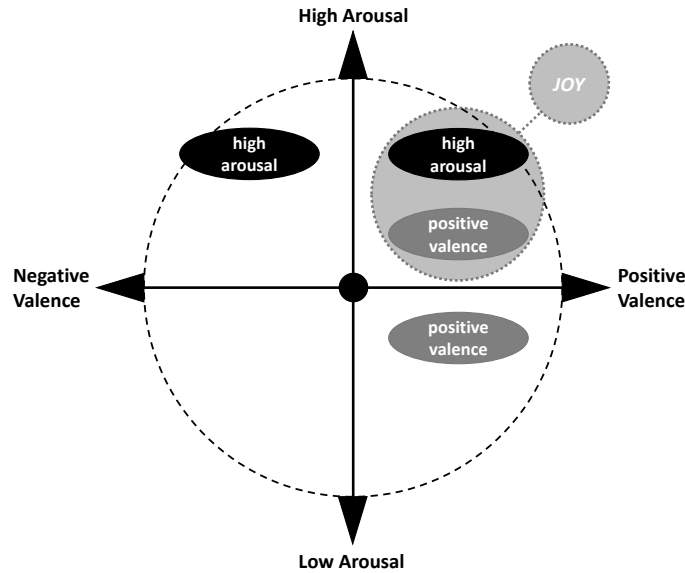 High Arousal
JOY
high
arousal
high
arousal
positive
valence
Negative
Valence
Positive
Valence
positive
valence
Low Arousal